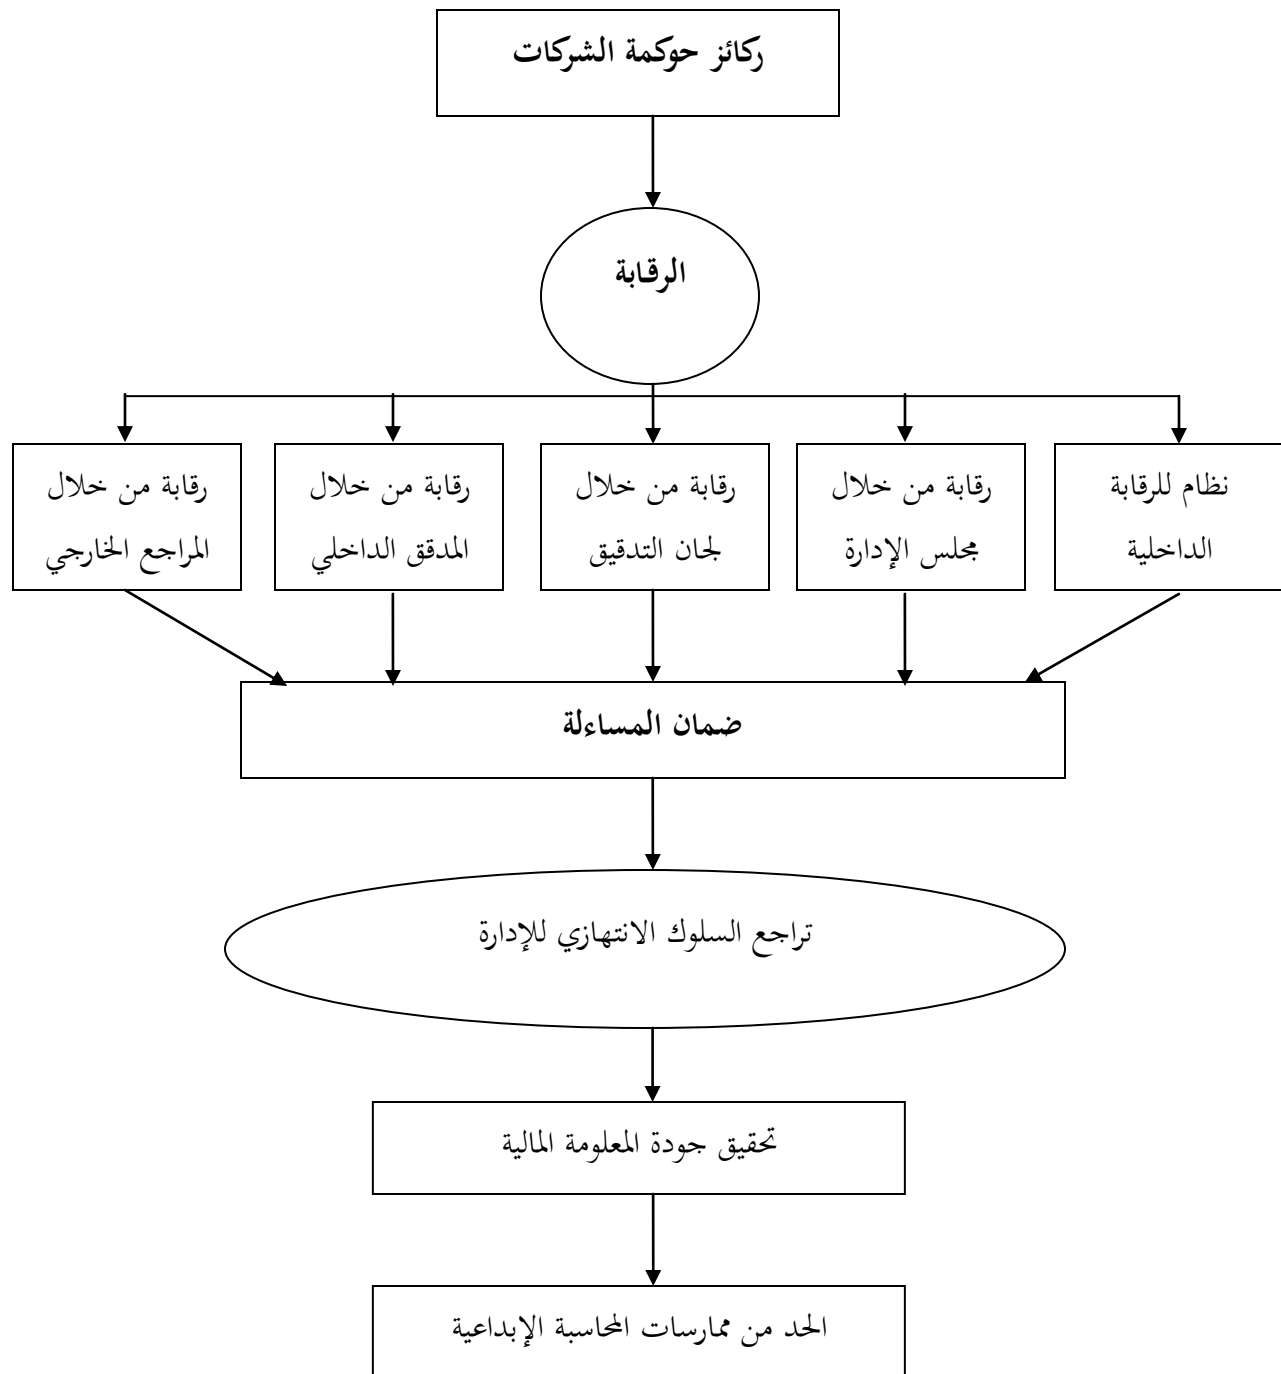 ركائز حوكمة الشركات
الرقابة
نظام للرقابة
الداخلية
رقابة من خلال
مجلس الإدارة
رقابة من خلال
لجان التدقيق
رقابة من خلال
المدقق الداخلي
رقابة من خلال
المراجع الخارجي
ضمان المساءلة
تراجع السلوك الانتهازي للإدارة
تحقيق جودة المعلومة المالية
الحد من ممارسات المحاسبة الإبداعية